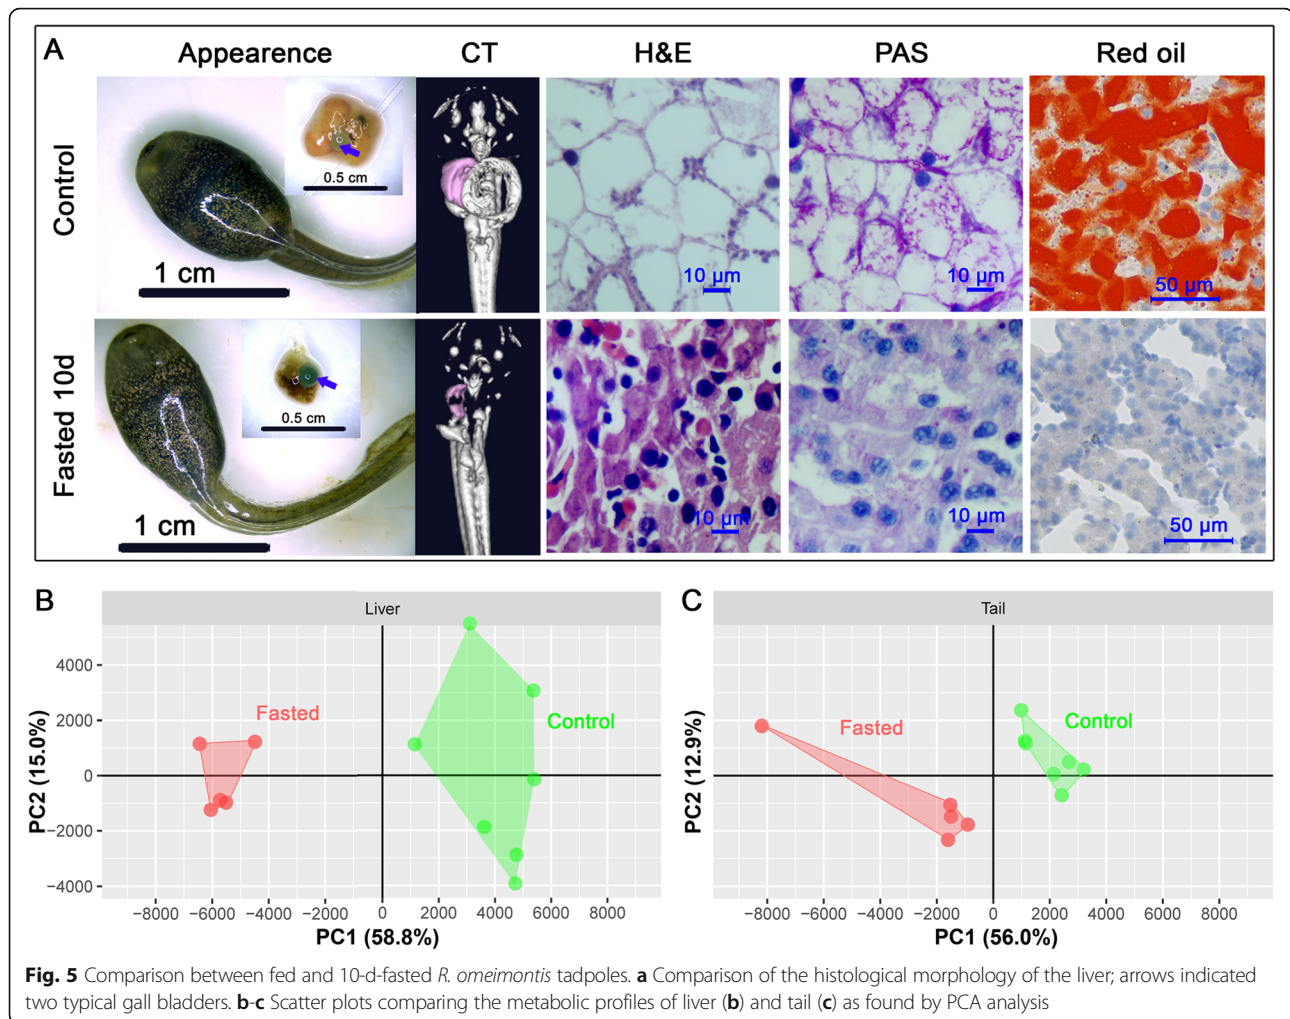 A
Appearence
CT
H&E
PAS
Red oil
Control
0.5 cm
1 cm
10 µm
10 µm
50 µm
Fasted 10d
0.5 cm
1 cm
10 µm
10 µm
50 µm
B
Liver
Fasted
Control
4000
2000
0
−2000
−4000
PC2 (15.0%)
−8000 −6000 −4000 −2000 0 2000 4000 6000 8000
PC1 (58.8%)
C
Tail
Fasted
Control
PC2 (12.9%)
−8000 −6000 −4000 −2000 0 2000 4000 6000 8000
PC1 (56.0%)
Fig. 5 Comparison between fed and 10-d-fasted R. omeimontis tadpoles. a Comparison of the histological morphology of the liver; arrows indicated
two typical gall bladders. b-c Scatter plots comparing the metabolic profiles of liver (b) and tail (c) as found by PCA analysis